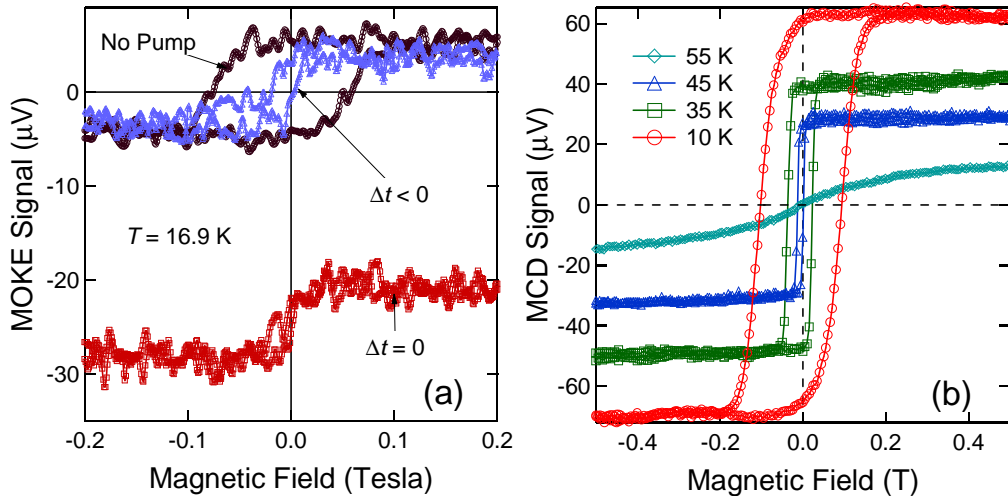 No Pump
Δt < 0
T = 16.9 K
Δt = 0
(a)
MOKE Signal (μV)
0
-10
-20
-30
-0.2
-0.1
0.0
0.1
0.2
Magnetic Field (Tesla)
55 K
45 K
35 K
10 K
(b)
MCD Signal (μV)
60
40
20
0
-20
-40
-60
-0.4
-0.2
0.0
0.2
0.4
Magnetic Field (T)